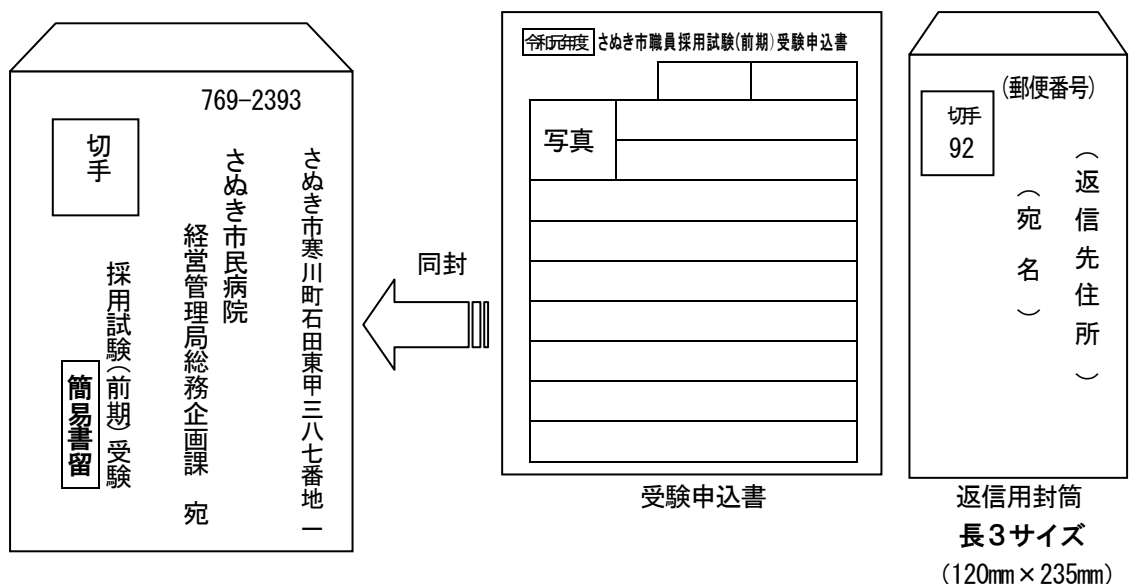 769-2393
切手
さぬき市寒川町石田東甲三八七番地一
さぬき市民病院
経営管理局総務企画課 宛
採用試験(前期)受験
簡易書留
同封
令和元年度 さぬき市職員採用試験(前期)受験申込書
写真
受験申込書
(郵便番号)
切手
92
(返信先住所)
(宛名)
返信用封筒
長3サイズ
(120mm×235mm)